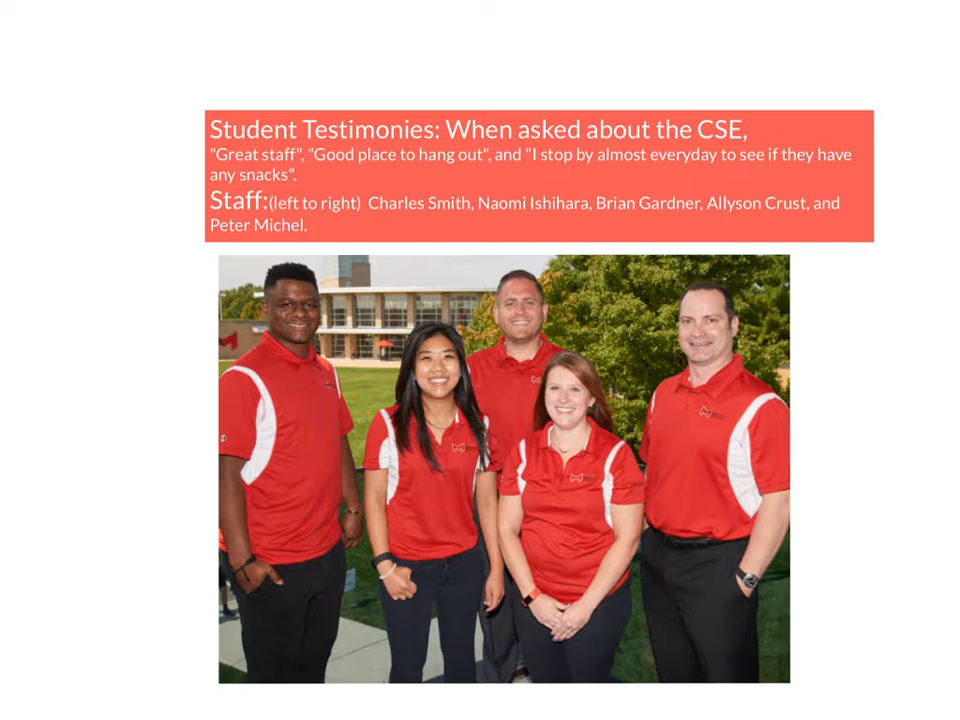 Student Testimonies: When asked about the CSE,
"Great staff", "Good place to hang out", and "I stop by almost everyday to see if they have
any snacks".
Staff:(left to right) Charles Smith, Naomi Ishihara, Brian Gardner, Allyson Crust, and
Peter Michel.